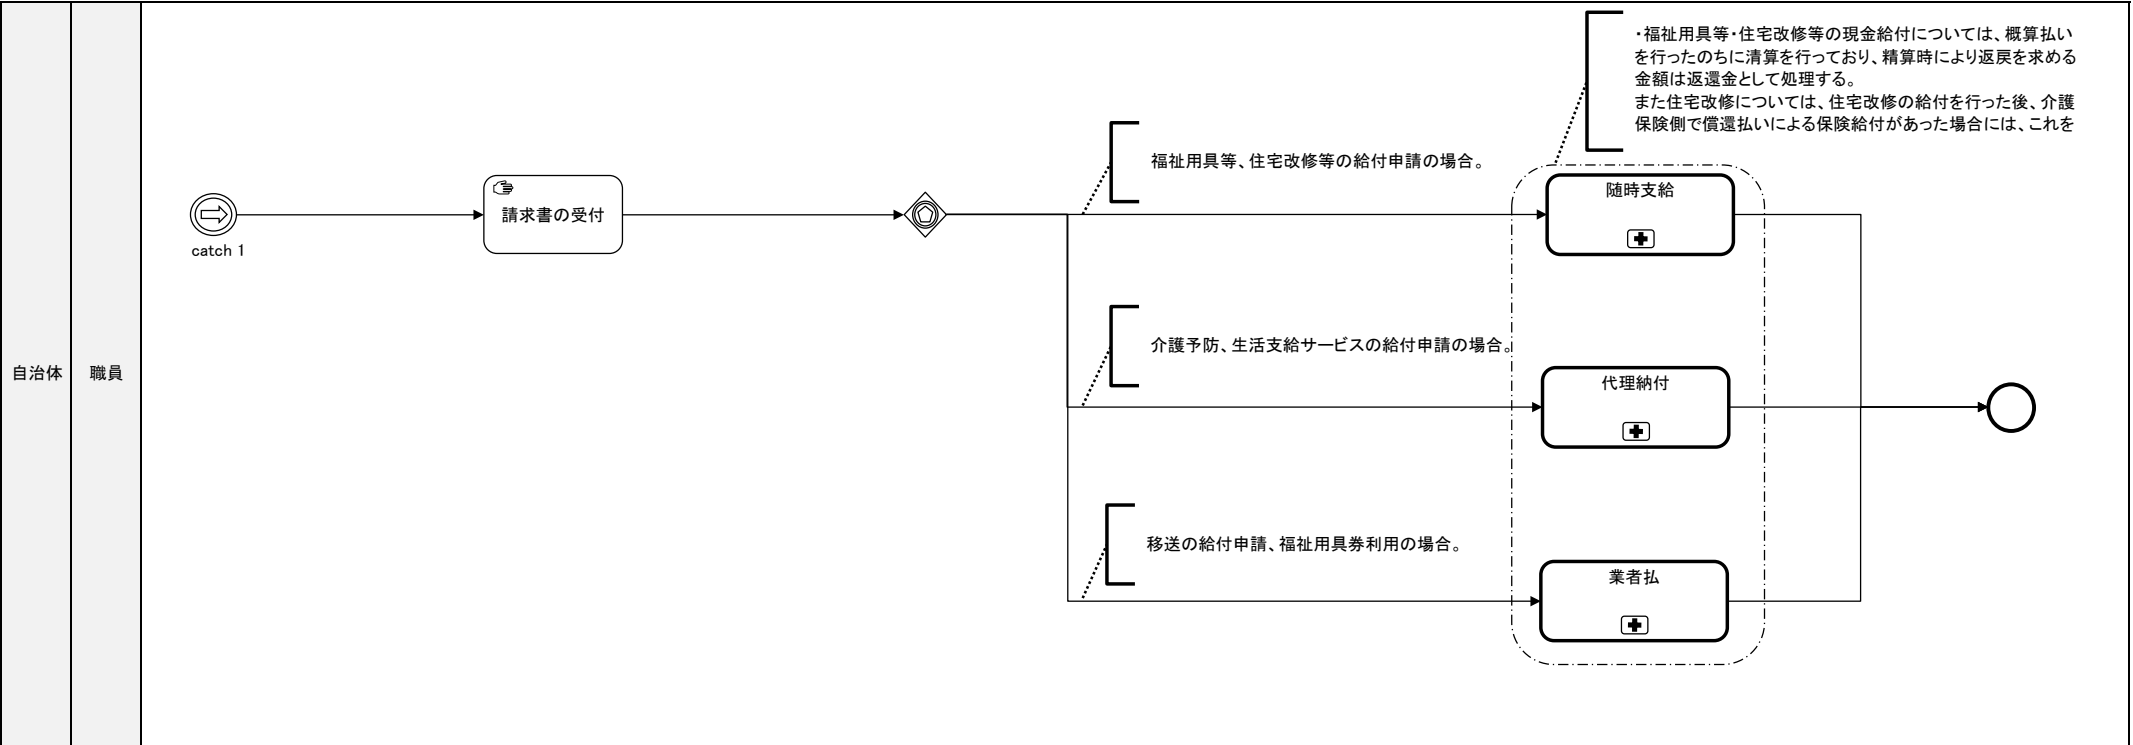 ・福祉用具等・住宅改修等の現金給付については、概算払い
を行ったのちに清算を行っており、精算時により返戻を求める
金額は返還金として処理する。
また住宅改修については、住宅改修の給付を行った後、介護
保険側で償還払いによる保険給付があった場合には、これを
福祉用具等、住宅改修等の給付申請の場合。
随時支給
請求書の受付
catch 1
介護予防、生活支給サービスの給付申請の場合。
自治体
職員
代理納付
移送の給付申請、福祉用具券利用の場合。
業者払